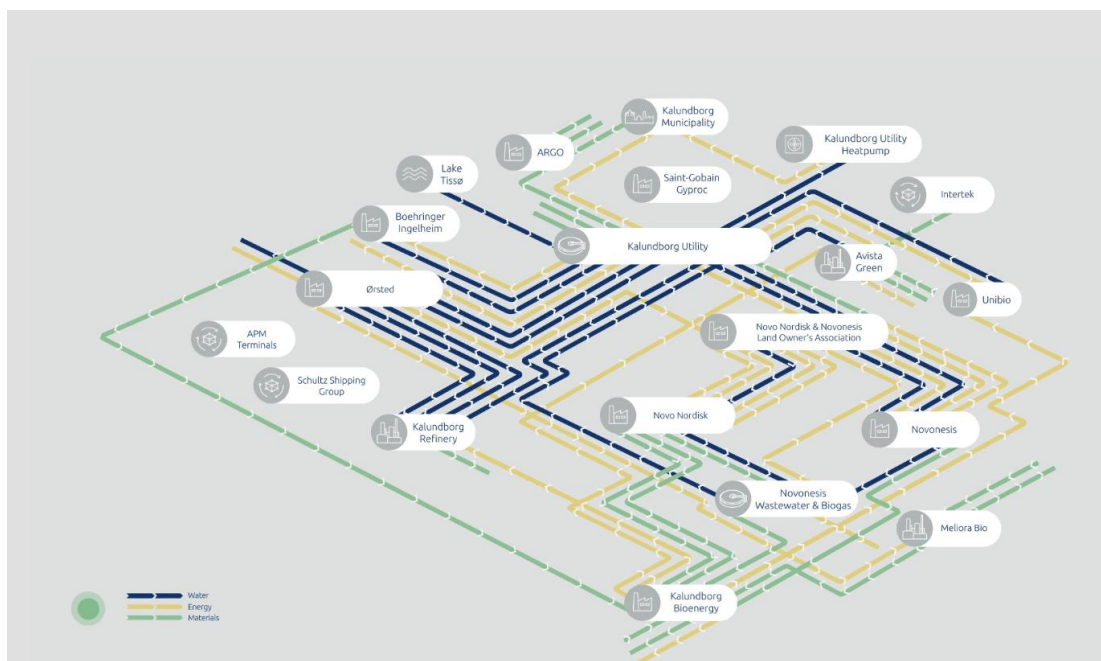 Kalundborg
Municipality
ARGO
Kalundborg Utility
Heatpump
Lake
Tissø
Saint-Gobain
Gyproc
Intertek
Boehringer
Ingelheim
Kalundborg Utility
Avista
Green
Ørsted
Unibio
APM
Terminals
Novo Nordisk & Novonesis
Land Owner's Association
Schultz Shipping
Group
Novo Nordisk
Kalundborg
Refinery
Novonesis
Novonesis
Wastewater & Biogas
Meliora Bio
Kalundborg
Bioenergy
Water
Energy
Materials